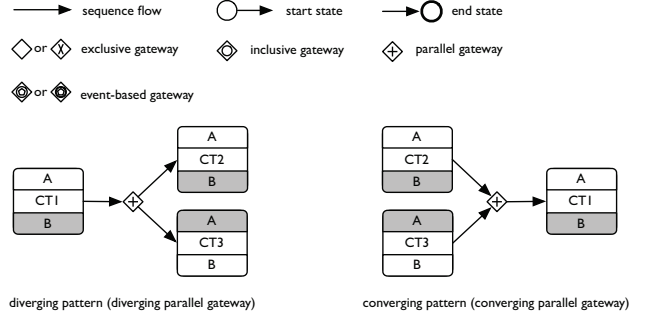 sequence flow
start state
end state
or
exclusive gateway
inclusive gateway
parallel gateway
or
event-based gateway
A
CT1
B
A
CT2
B
A
CT3
B
A
CT2
B
A
CT3
B
A
CT1
B
diverging pattern (diverging parallel gateway)
converging pattern (converging parallel gateway)